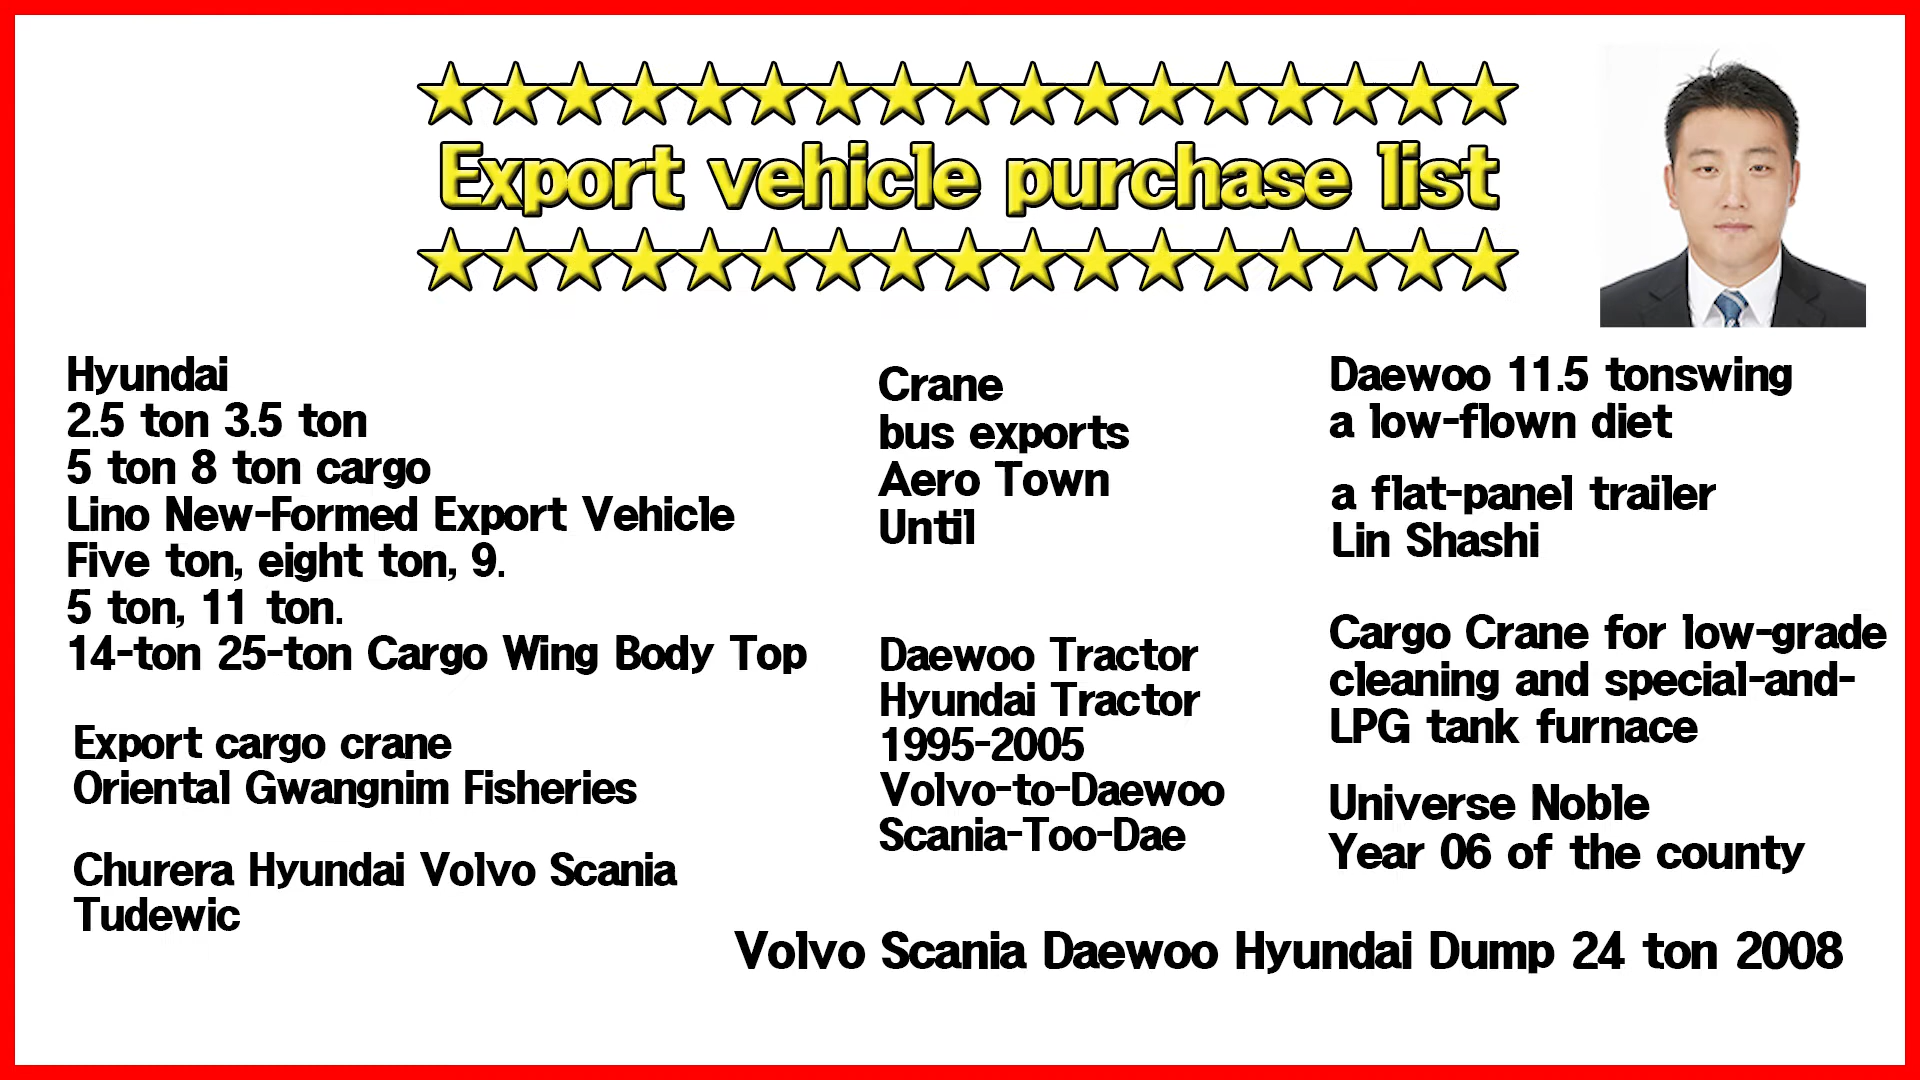 Export vehicle purchase list
Hyundai
2.5 ton 3.5 ton
5 ton 8 ton cargo
Lino New-Formed Export Vehicle
Five ton, eight ton, 9.
5 ton, 11 ton.
14-ton 25-ton Cargo Wing Body Top
Export cargo crane
Oriental Gwangnim Fisheries
Churera Hyundai Volvo Scania
Tudewic
Crane
bus exports
Aero Town
Until
Daewoo Tractor
Hyundai Tractor
1995-2005
Volvo-to-Daewoo
Scania-Too-Dae
Daewoo 11.5 tonswing
a low-flown diet
a flat-panel trailer
Lin Shashi
Cargo Crane for low-grade
cleaning and special-and-
LPG tank furnace
Universe Noble
Year 06 of the county
Volvo Scania Daewoo Hyundai Dump 24 ton 2008